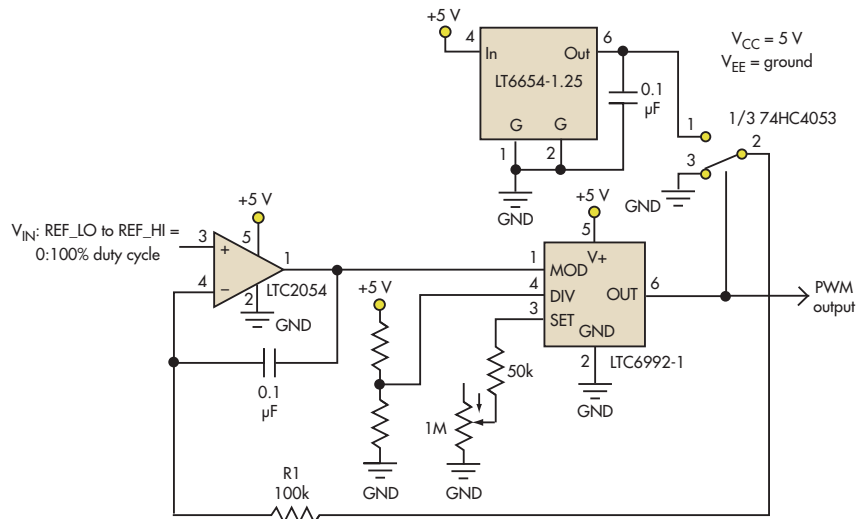 +5 V
4
In
Out
6
LT6654-1.25
G
G
1
2
GND
0.1
µF
V_CC = 5 V
V_EE = ground
1/3 74HC4053
1
2
3
GND
V_IN: REF_LO to REF_HI =
0:100% duty cycle
+5 V
3
5
+
1
4
–
2
LTC2054
GND
0.1
µF
+5 V
GND
+5 V
5
V+
1
MOD
4
DIV
OUT
6
3
SET
GND
2
LTC6992-1
GND
PWM
output
50k
1M
GND
R1
100k